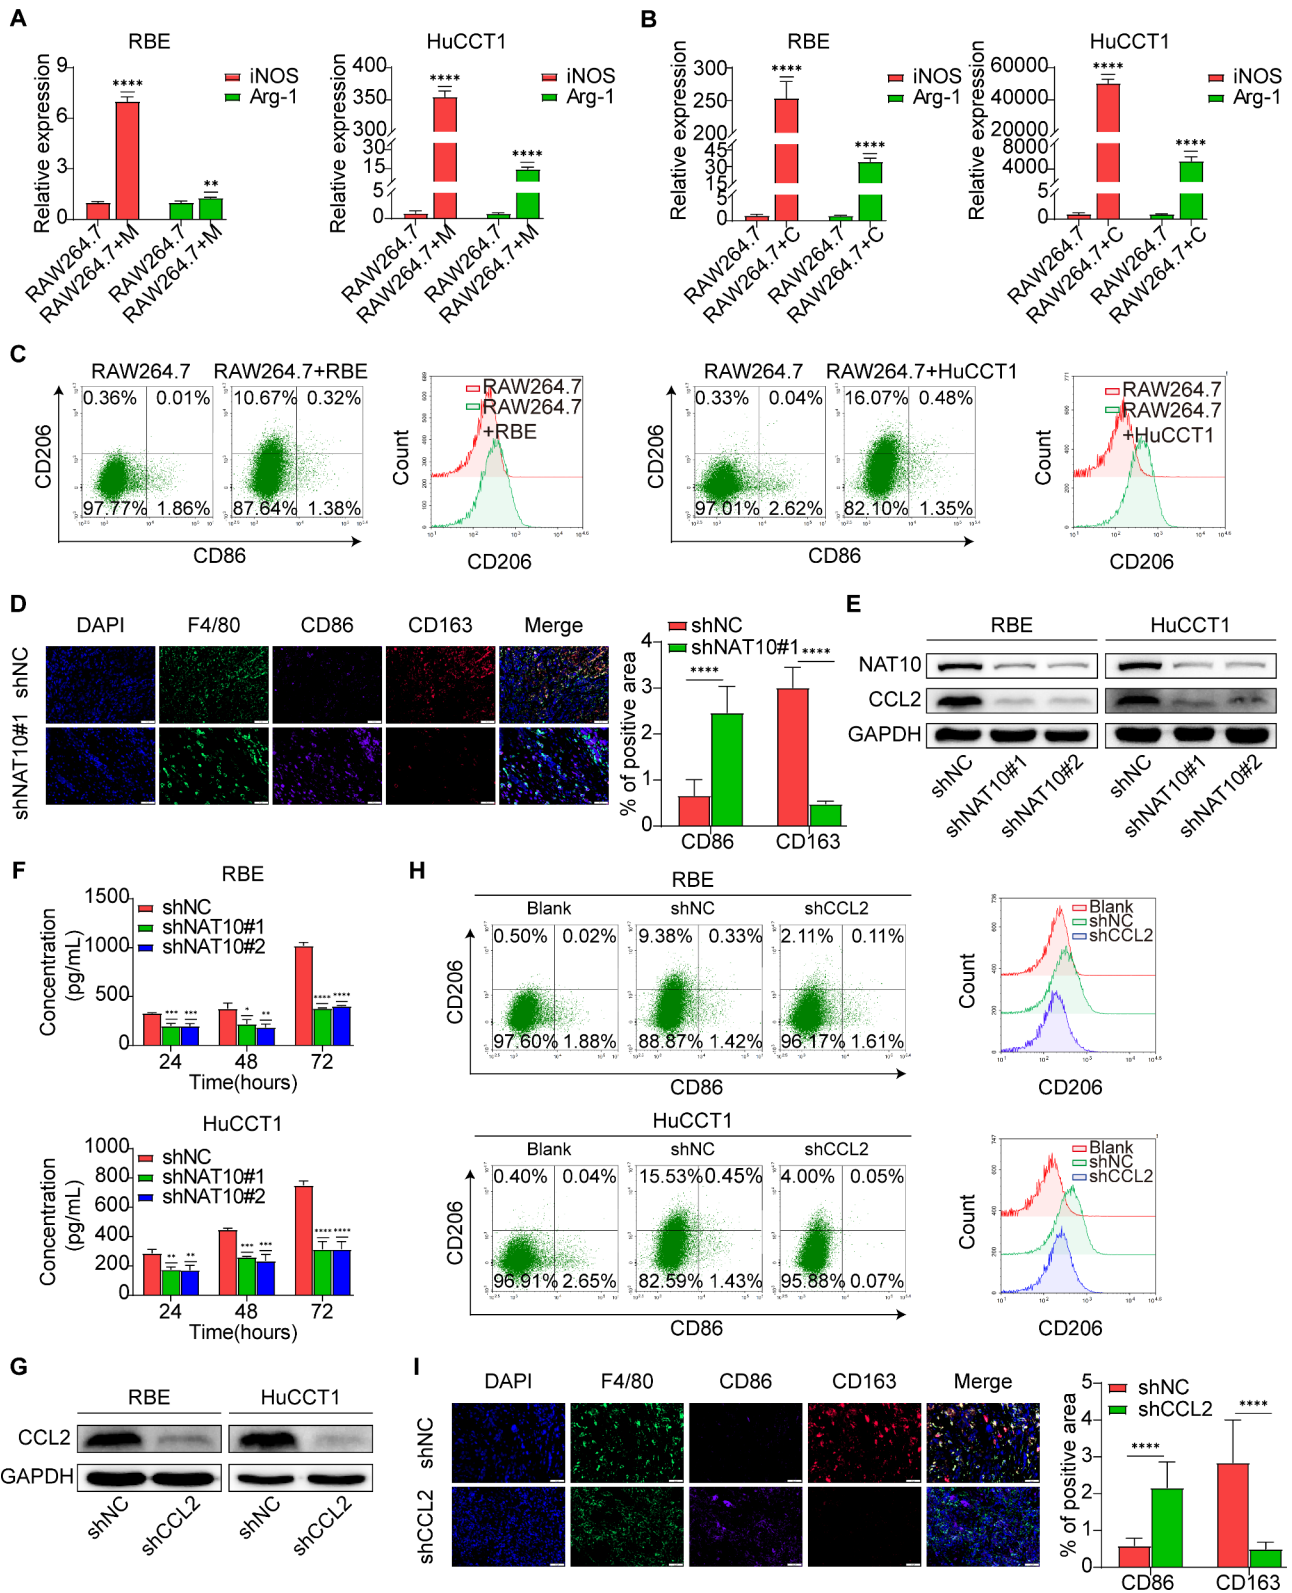 A
RBE
HuCCT1
Relative expression
9
6
3
0
iNOS
Arg-1
****
**
RAW264.7
RAW264.7+M
RAW264.7
RAW264.7+M
Relative expression
400
350
300
30
15
5
0
iNOS
Arg-1
****
****
RAW264.7
RAW264.7+M
RAW264.7
RAW264.7+M
B
RBE
HuCCT1
Relative expression
300
250
200
45
30
15
5
0
iNOS
Arg-1
****
****
RAW264.7
RAW264.7+C
RAW264.7
RAW264.7+C
Relative expression
60000
40000
20000
8000
4000
5
0
iNOS
Arg-1
****
****
RAW264.7
RAW264.7+C
RAW264.7
RAW264.7+C
C
RAW264.7 RAW264.7+RBE
0.36% 0.01% 10.67% 0.32%
97.77% 1.86% 87.64% 1.38%
CD206
CD86
RAW264.7
RAW264.7
+RBE
Count
CD206
RAW264.7 RAW264.7+HuCCT1
0.33% 0.04% 16.07% 0.48%
97.01% 2.62% 82.10% 1.35%
CD206
CD86
RAW264.7
RAW264.7
+HuCCT1
Count
CD206
D
DAPI F4/80 CD86 CD163 Merge
shNC
shNAT10#1
shNC
shNAT10#1
% of positive area
4
3
2
1
0
**** ****
CD86 CD163
E
RBE HuCCT1
NAT10
CCL2
GAPDH
shNC
shNAT10#1
shNAT10#2
shNC
shNAT10#1
shNAT10#2
F
RBE
Concentration
(pg/mL)
1500
1000
500
0
shNC
shNAT10#1
shNAT10#2
*** *** * ** **** ****
24 48 72
Time(hours)
HuCCT1
Concentration
(pg/mL)
1000
800
600
400
200
0
shNC
shNAT10#1
shNAT10#2
** ** *** *** **** ****
24 48 72
Time(hours)
G
RBE HuCCT1
CCL2
GAPDH
shNC
shCCL2
shNC
shCCL2
H
RBE
Blank shNC shCCL2
0.50% 0.02% 9.38% 0.33% 2.11% 0.11%
97.60% 1.88% 88.87% 1.42% 96.17% 1.61%
CD206
CD86
Blank
shNC
shCCL2
Count
CD206
HuCCT1
Blank shNC shCCL2
0.40% 0.04% 15.53% 0.45% 4.00% 0.05%
96.91% 2.65% 82.59% 1.43% 95.88% 0.07%
CD206
CD86
Blank
shNC
shCCL2
Count
CD206
I
DAPI F4/80 CD86 CD163 Merge
shNC
shCCL2
shNC
shCCL2
% of positive area
5
4
3
2
1
0
**** ****
CD86 CD163